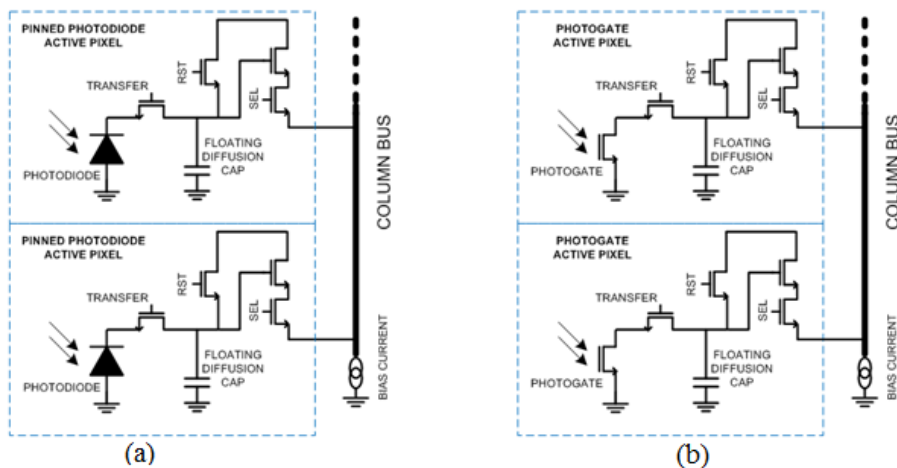 PINNED PHOTODIODE
ACTIVE PIXEL
TRANSFER
RST
SEL
PHOTODIODE
FLOATING
DIFFUSION
CAP
PINNED PHOTODIODE
ACTIVE PIXEL
TRANSFER
RST
SEL
PHOTODIODE
FLOATING
DIFFUSION
CAP
COLUMN BUS
BIAS CURRENT
(a)
PHOTOGATE
ACTIVE PIXEL
TRANSFER
RST
SEL
PHOTOGATE
FLOATING
DIFFUSION
CAP
PHOTOGATE
ACTIVE PIXEL
TRANSFER
RST
SEL
PHOTOGATE
FLOATING
DIFFUSION
CAP
COLUMN BUS
BIAS CURRENT
(b)